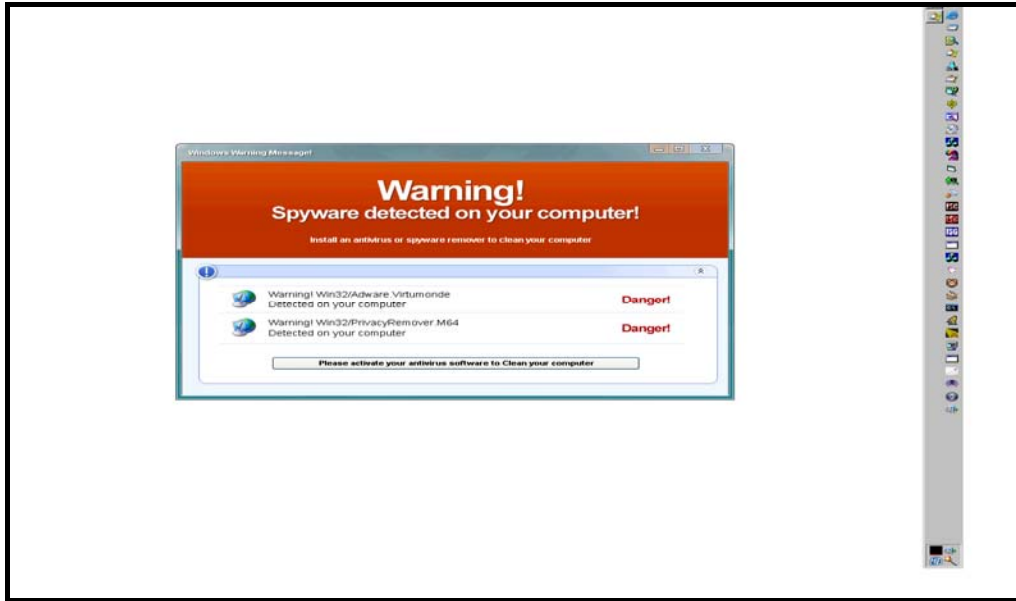 Windows Warning Message!
Warning!
Spyware detected on your computer!
Install an antivirus or spyware remover to clean your computer
Warning! Win32/Adware.Virtumonde
Detected on your computer
Danger!
Warning! Win32/PrivacyRemover.M64
Detected on your computer
Danger!
Please activate your antivirus software to Clean your computer